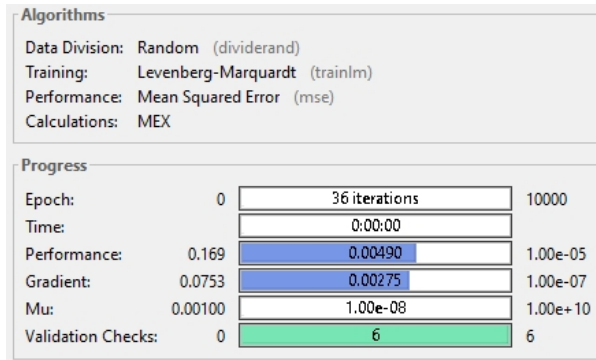 Algorithms
Data Division: Random (dividerand)
Training: Levenberg-Marquardt (trainlm)
Performance: Mean Squared Error (mse)
Calculations: MEX
Progress
Epoch: 0 36 iterations 10000
Time: 0:00:00
Performance: 0.169 0.00490 1.00e-05
Gradient: 0.0753 0.00275 1.00e-07
Mu: 0.00100 1.00e-08 1.00e+10
Validation Checks: 0 6 6